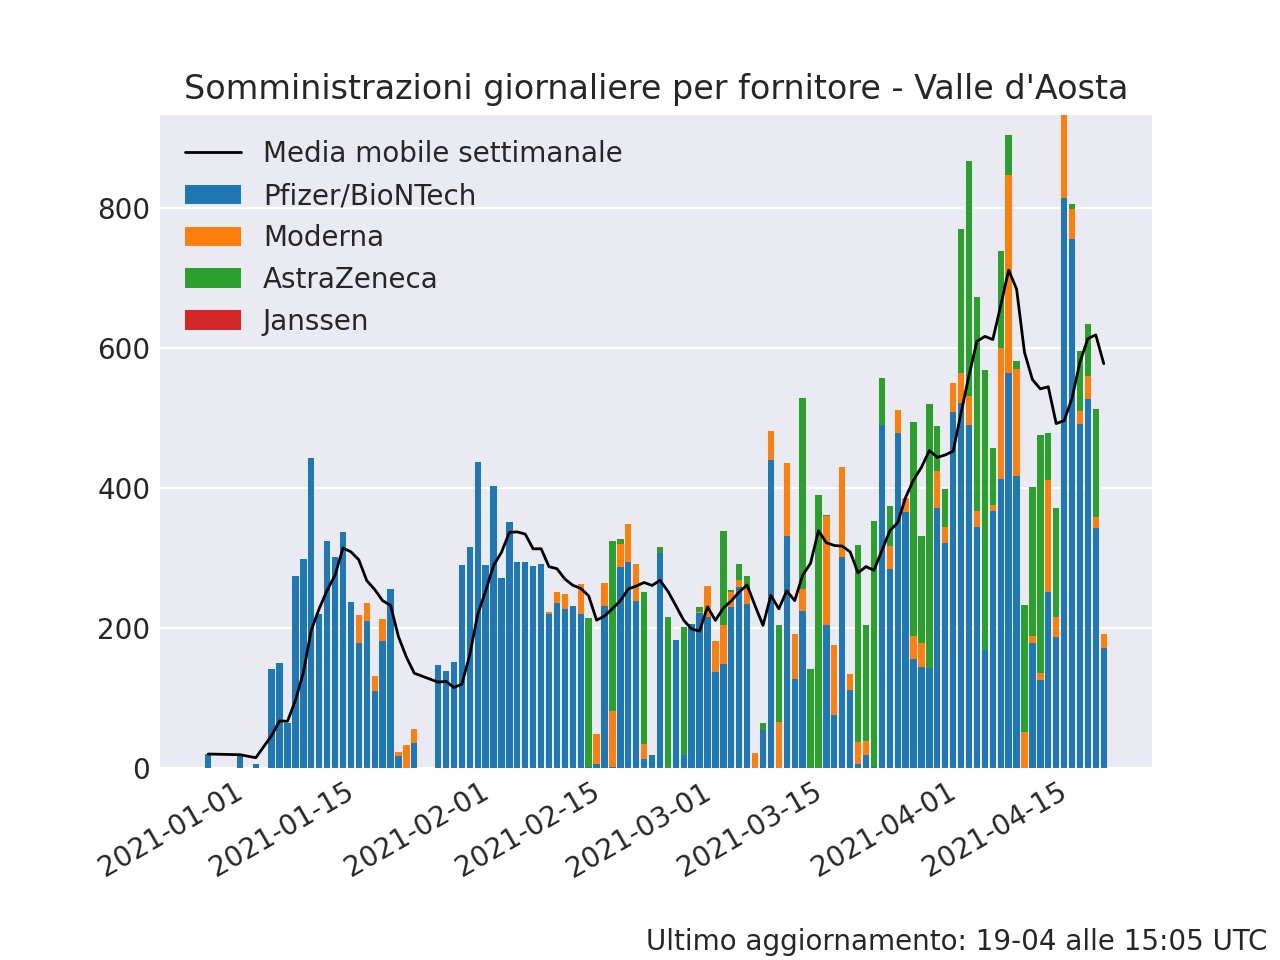 Somministrazioni giornaliere per fornitore - Valle d'Aosta
Media mobile settimanale
Pfizer/BioNTech
Moderna
AstraZeneca
Janssen
800
600
400
200
0
2021-01-01
2021-01-15
2021-02-01
2021-02-15
2021-03-01
2021-03-15
2021-04-01
2021-04-15
Ultimo aggiornamento: 19-04 alle 15:05 UTC